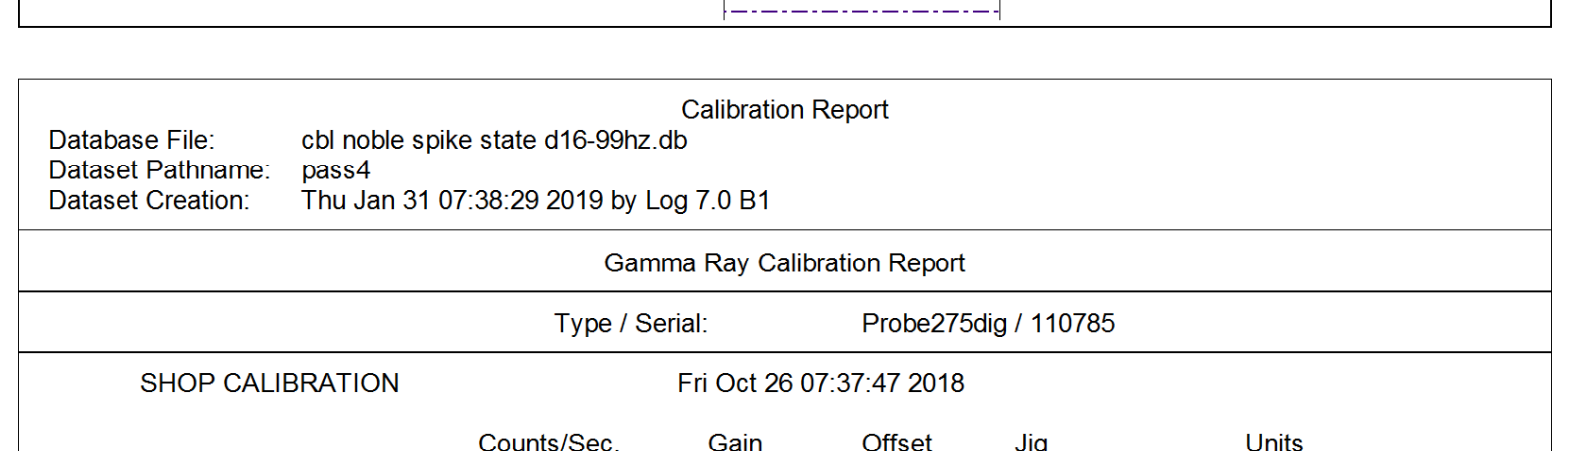 Calibration Report
Database File: cbl noble spike state d16-99hz.db
Dataset Pathname: pass4
Dataset Creation: Thu Jan 31 07:38:29 2019 by Log 7.0 B1
Gamma Ray Calibration Report
Type / Serial: Probe275dig / 110785
SHOP CALIBRATION Fri Oct 26 07:37:47 2018
Counts/Sec. Gain Offset Jig Units